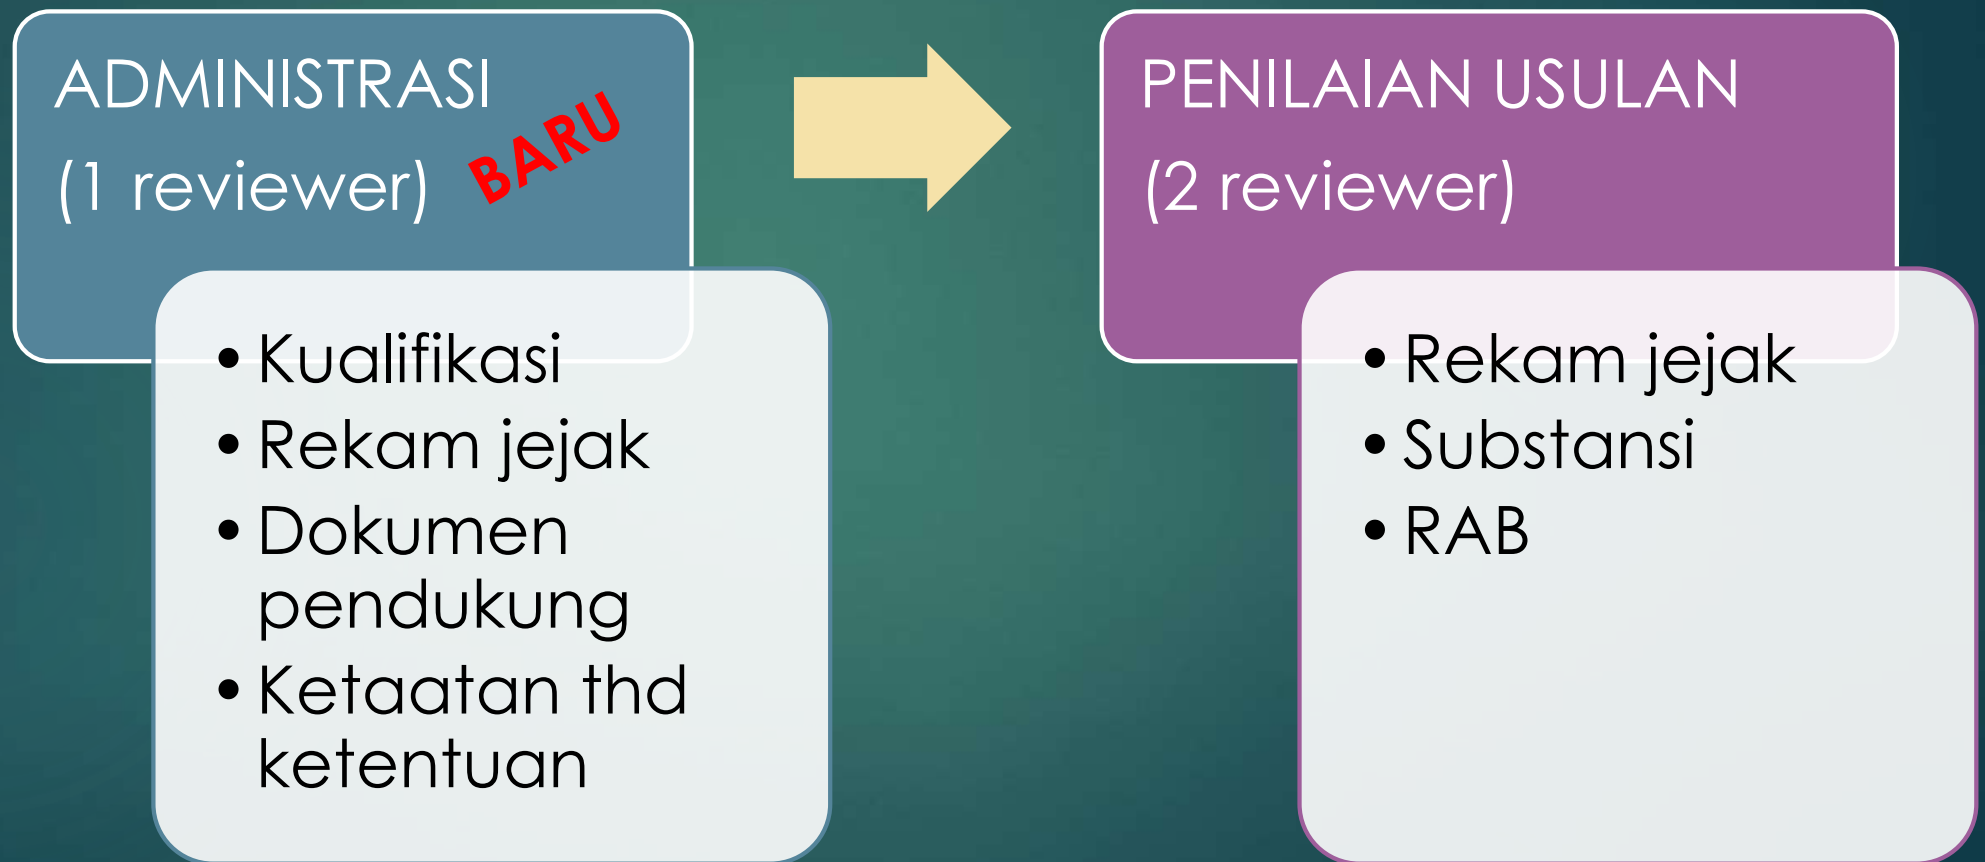 ADMINISTRASI
(1 reviewer)
BARU
• Kualifikasi
• Rekam jejak
• Dokumen
pendukung
• Ketaatan thd
ketentuan
PENILAIAN USULAN
(2 reviewer)
• Rekam jejak
• Substansi
• RAB